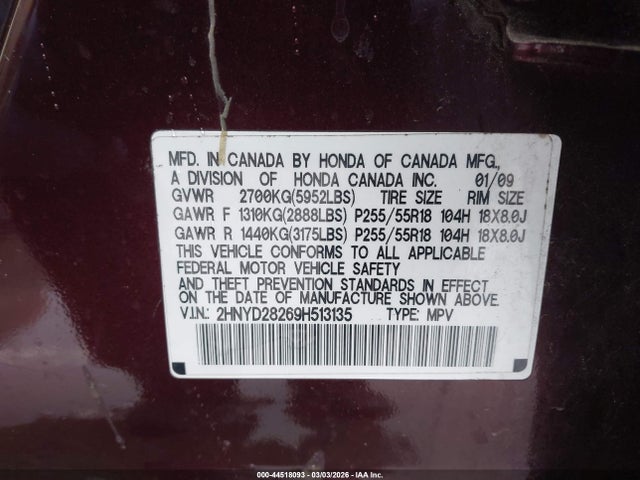 MFD. IN CANADA BY HONDA OF CANADA MFG.,
A DIVISION OF HONDA CANADA INC. 01/09
GVWR 2700KG(5952LBS) TIRE SIZE RIM SIZE
GAWR F 1310KG(2888LBS) P255/55R18 104H 18X8.0J
GAWR R 1440KG(3175LBS) P255/55R18 104H 18X8.0J
THIS VEHICLE CONFORMS TO ALL APPLICABLE
FEDERAL MOTOR VEHICLE SAFETY
AND THEFT PREVENTION STANDARDS IN EFFECT
ON THE DATE OF MANUFACTURE SHOWN ABOVE.
V.I.N.: 2HNYD28269H513135 TYPE: MPV
000-44518093 - 03/03/2026 - IAA Inc.